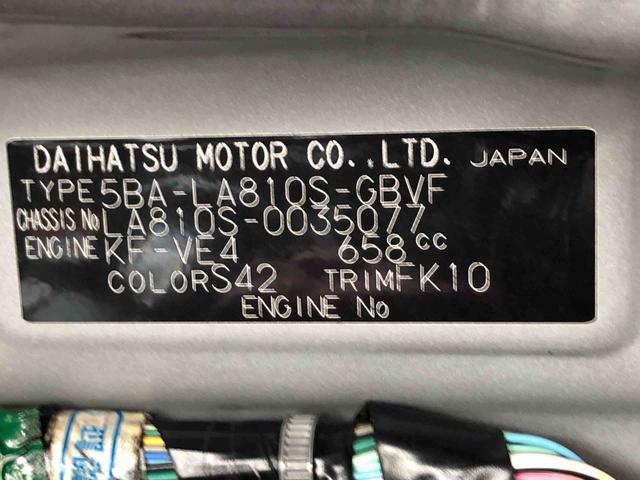 DAIHATSU MOTOR CO.,LTD. JAPAN
TYPE 5BA-LA810S-GBVF
CHASSIS No LA810S-0035077
ENGINE KF-VE4 658cc
COLOR S42 TRIM FK10
ENGINE No